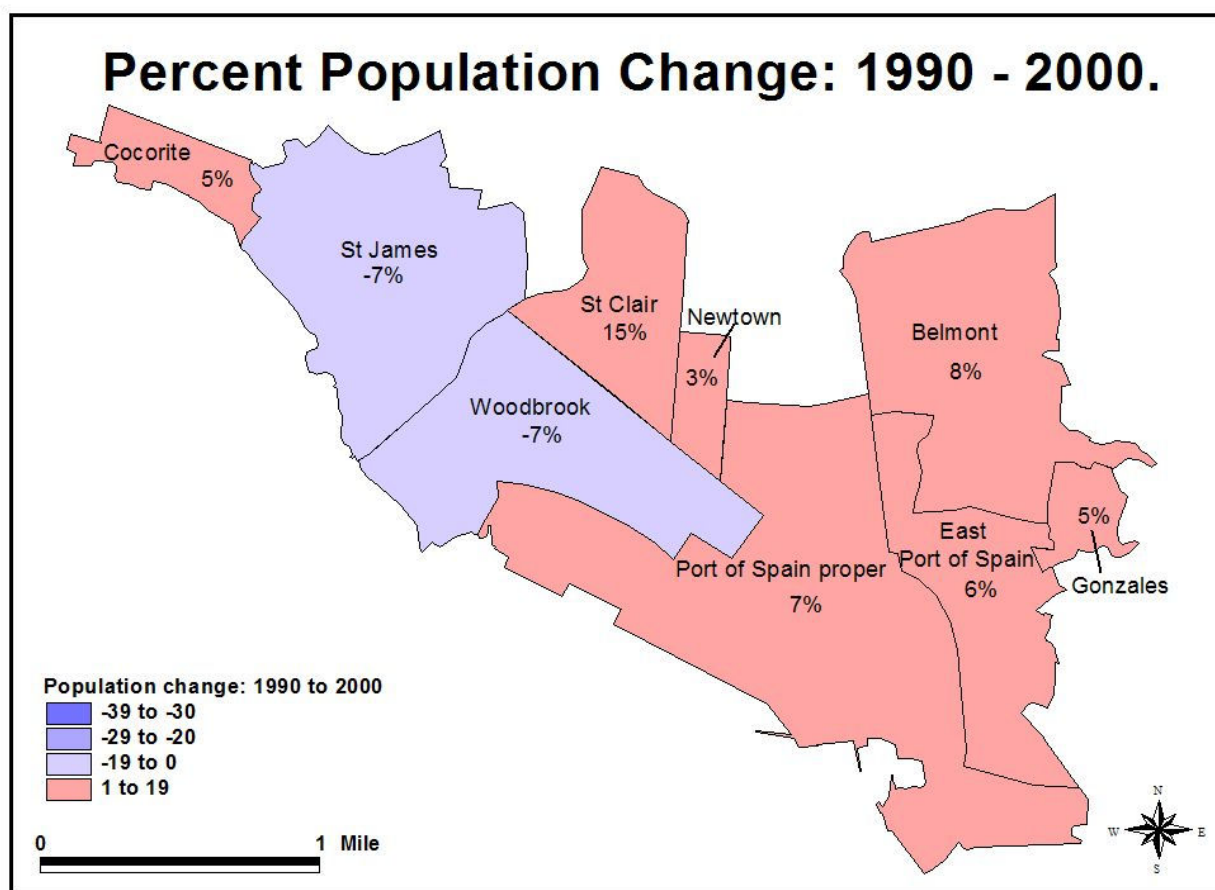 Percent Population Change: 1990 - 2000.
Cocorite
5%
St James
-7%
St Clair
15%
Newtown
3%
Belmont
8%
Woodbrook
-7%
5%
Gonzales
East
Port of Spain
6%
Port of Spain proper
7%
Population change: 1990 to 2000
-39 to -30
-29 to -20
-19 to 0
1 to 19
0 1 Mile
N
W E
S